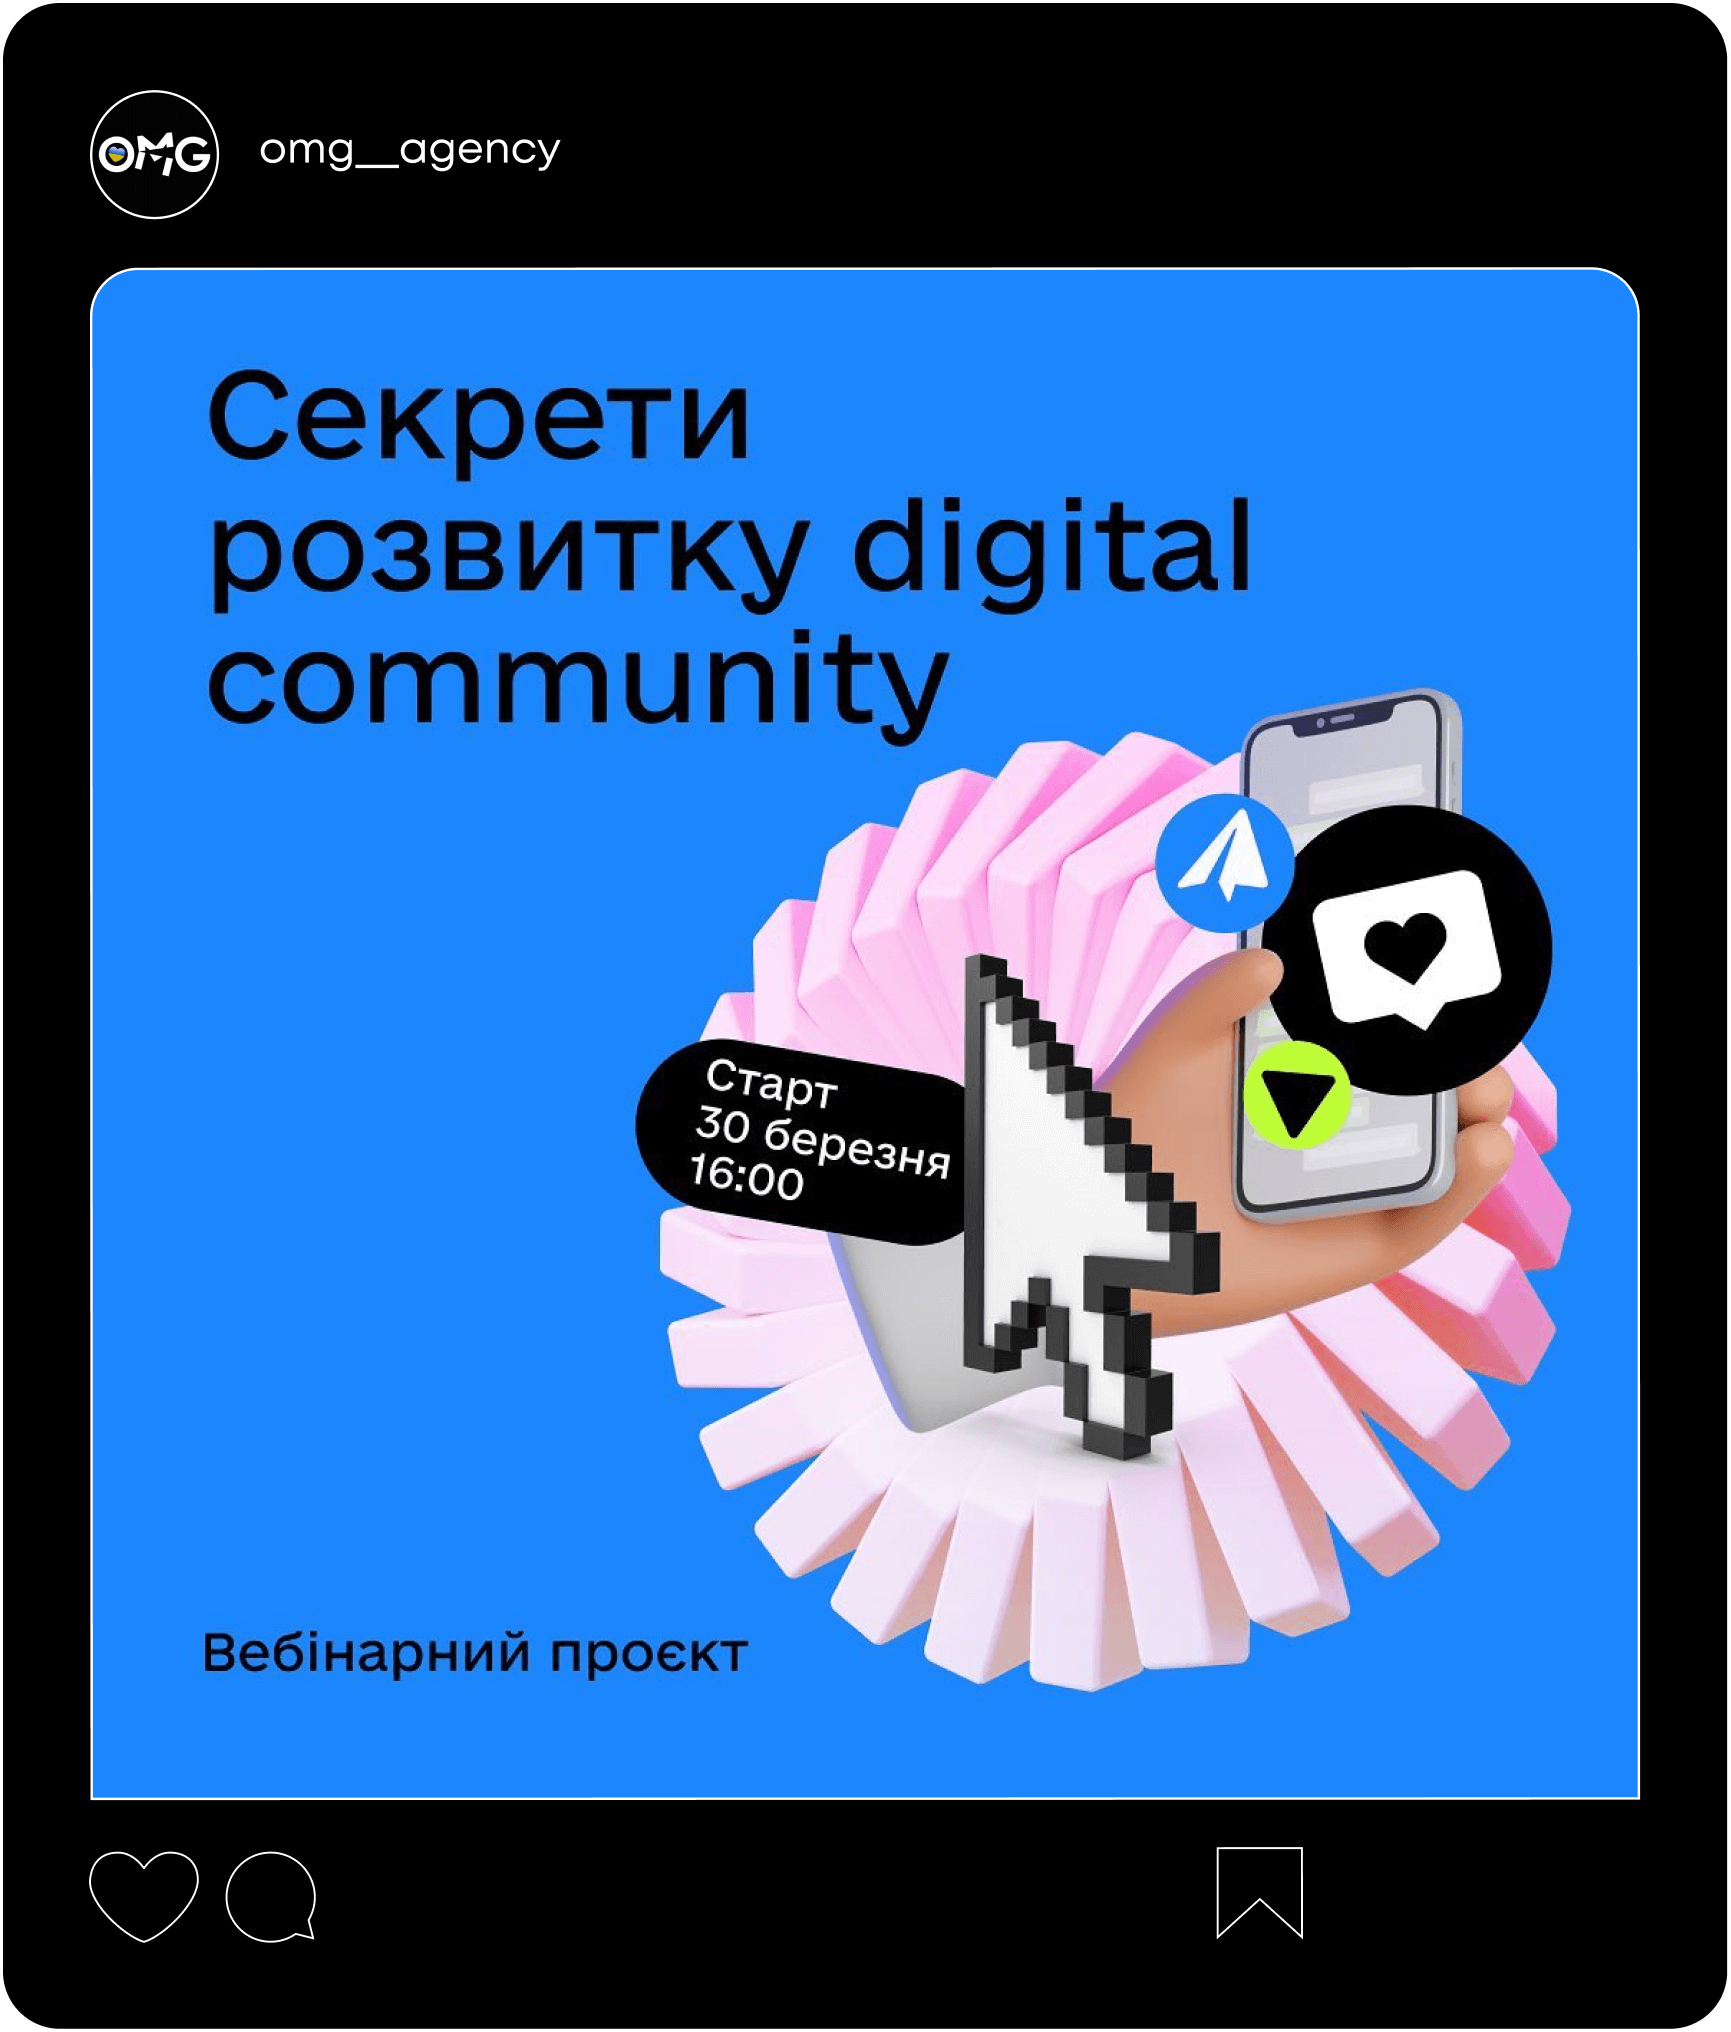 OMG
omg__agency
Секрети
розвитку digital
community
Старт
30 березня
16:00
Вебінарний проєкт